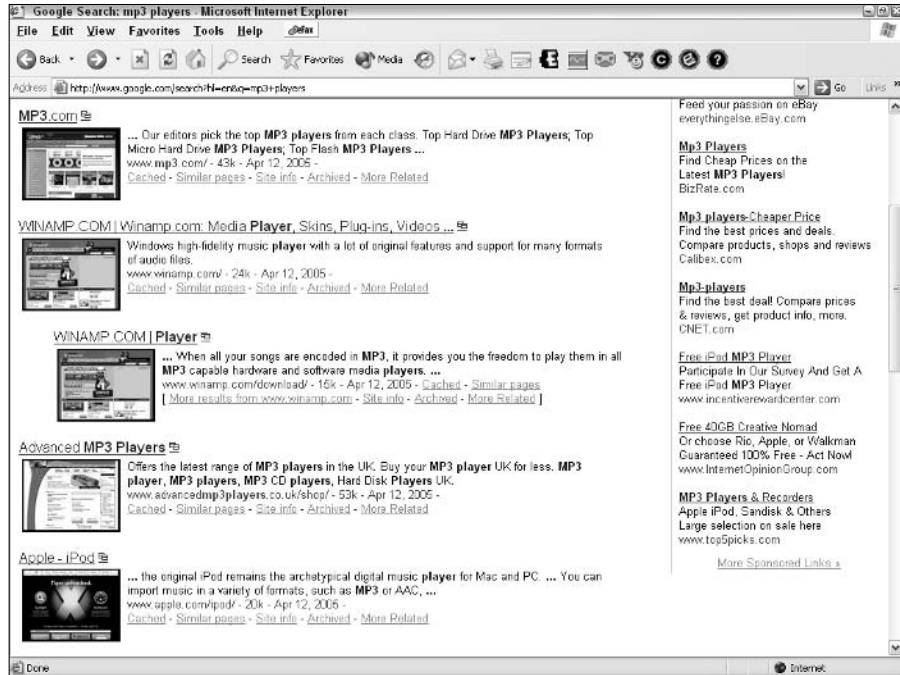 Google Search: mp3 players - Microsoft Internet Explorer
File Edit View Favorites Tools Help eFax
Back Search Favorites Media
Address http://www.google.com/search?hl=en&q=mp3+players Go Links »
MP3.com
... Our editors pick the top MP3 players from each class. Top Hard Drive MP3 Players; Top
Micro Hard Drive MP3 Players; Top Flash MP3 Players ...
www.mp3.com/ - 43k - Apr 12, 2005 -
Cached - Similar pages - Site info - Archived - More Related
WINAMP.COM | Winamp.com: Media Player, Skins, Plug-ins, Videos ...
Windows high-fidelity music player with a lot of original features and support for many formats
of audio files.
www.winamp.com/ - 24k - Apr 12, 2005 -
Cached - Similar pages - Site info - Archived - More Related
WINAMP.COM | Player
... When all your songs are encoded in MP3, it provides you the freedom to play them in all
MP3 capable hardware and software media players. ...
www.winamp.com/download/ - 15k - Apr 12, 2005 - Cached - Similar pages
[ More results from www.winamp.com - Site info - Archived - More Related ]
Advanced MP3 Players
Offers the latest range of MP3 players in the UK. Buy your MP3 player UK for less. MP3
player, MP3 players, MP3 CD players, Hard Disk Players UK.
www.advancedmp3players.co.uk/shop/ - 53k - Apr 12, 2005 -
Cached - Similar pages - Site info - Archived - More Related
Apple - iPod
... the original iPod remains the archetypical digital music player for Mac and PC. ... You can
import music in a variety of formats, such as MP3 or AAC, ...
www.apple.com/ipod/ - 20k - Apr 12, 2005 -
Cached - Similar pages - Site info - Archived - More Related
Feed your passion on eBay
everythingelse.eBay.com
Mp3 Players
Find Cheap Prices on the
Latest MP3 Players!
BizRate.com
Mp3 players-Cheaper Price
Find the best prices and deals.
Compare products, shops and reviews
Calibex.com
Mp3-players
Find the best deal! Compare prices
& reviews, get product info, more.
CNET.com
Free iPod MP3 Player
Participate In Our Survey And Get A
Free iPod MP3 Player
www.incentiverewardcenter.com
Free 40GB Creative Nomad
Or choose Rio, Apple, or Walkman
Guaranteed 100% Free - Act Now!
www.InternetOpinionGroup.com
MP3 Players & Recorders
Apple iPod, Sandisk & Others
Large selection on sale here
www.top5picks.com
More Sponsored Links »
Done Internet